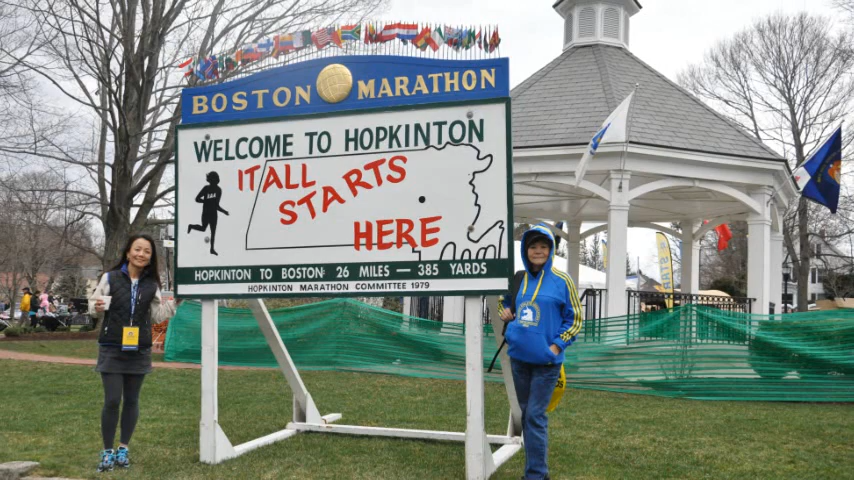 BOSTON MARATHON
WELCOME TO HOPKINTON
IT ALL
STARTS
HERE
HOPKINTON TO BOSTON: 26 MILES — 385 YARDS
HOPKINTON MARATHON COMMITTEE 1979